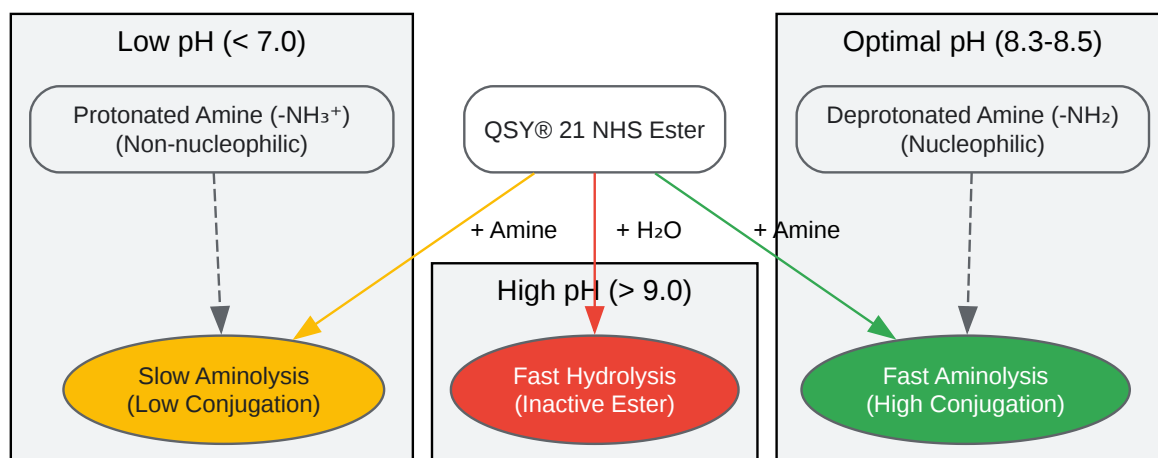 Low pH (< 7.0)
Optimal pH (8.3-8.5)
Protonated Amine (-NH₃⁺)
(Non-nucleophilic)
QSY® 21 NHS Ester
Deprotonated Amine (-NH₂)
(Nucleophilic)
+ Amine
+ H₂O
+ Amine
High pH (> 9.0)
Slow Aminolysis
(Low Conjugation)
Fast Hydrolysis
(Inactive Ester)
Fast Aminolysis
(High Conjugation)